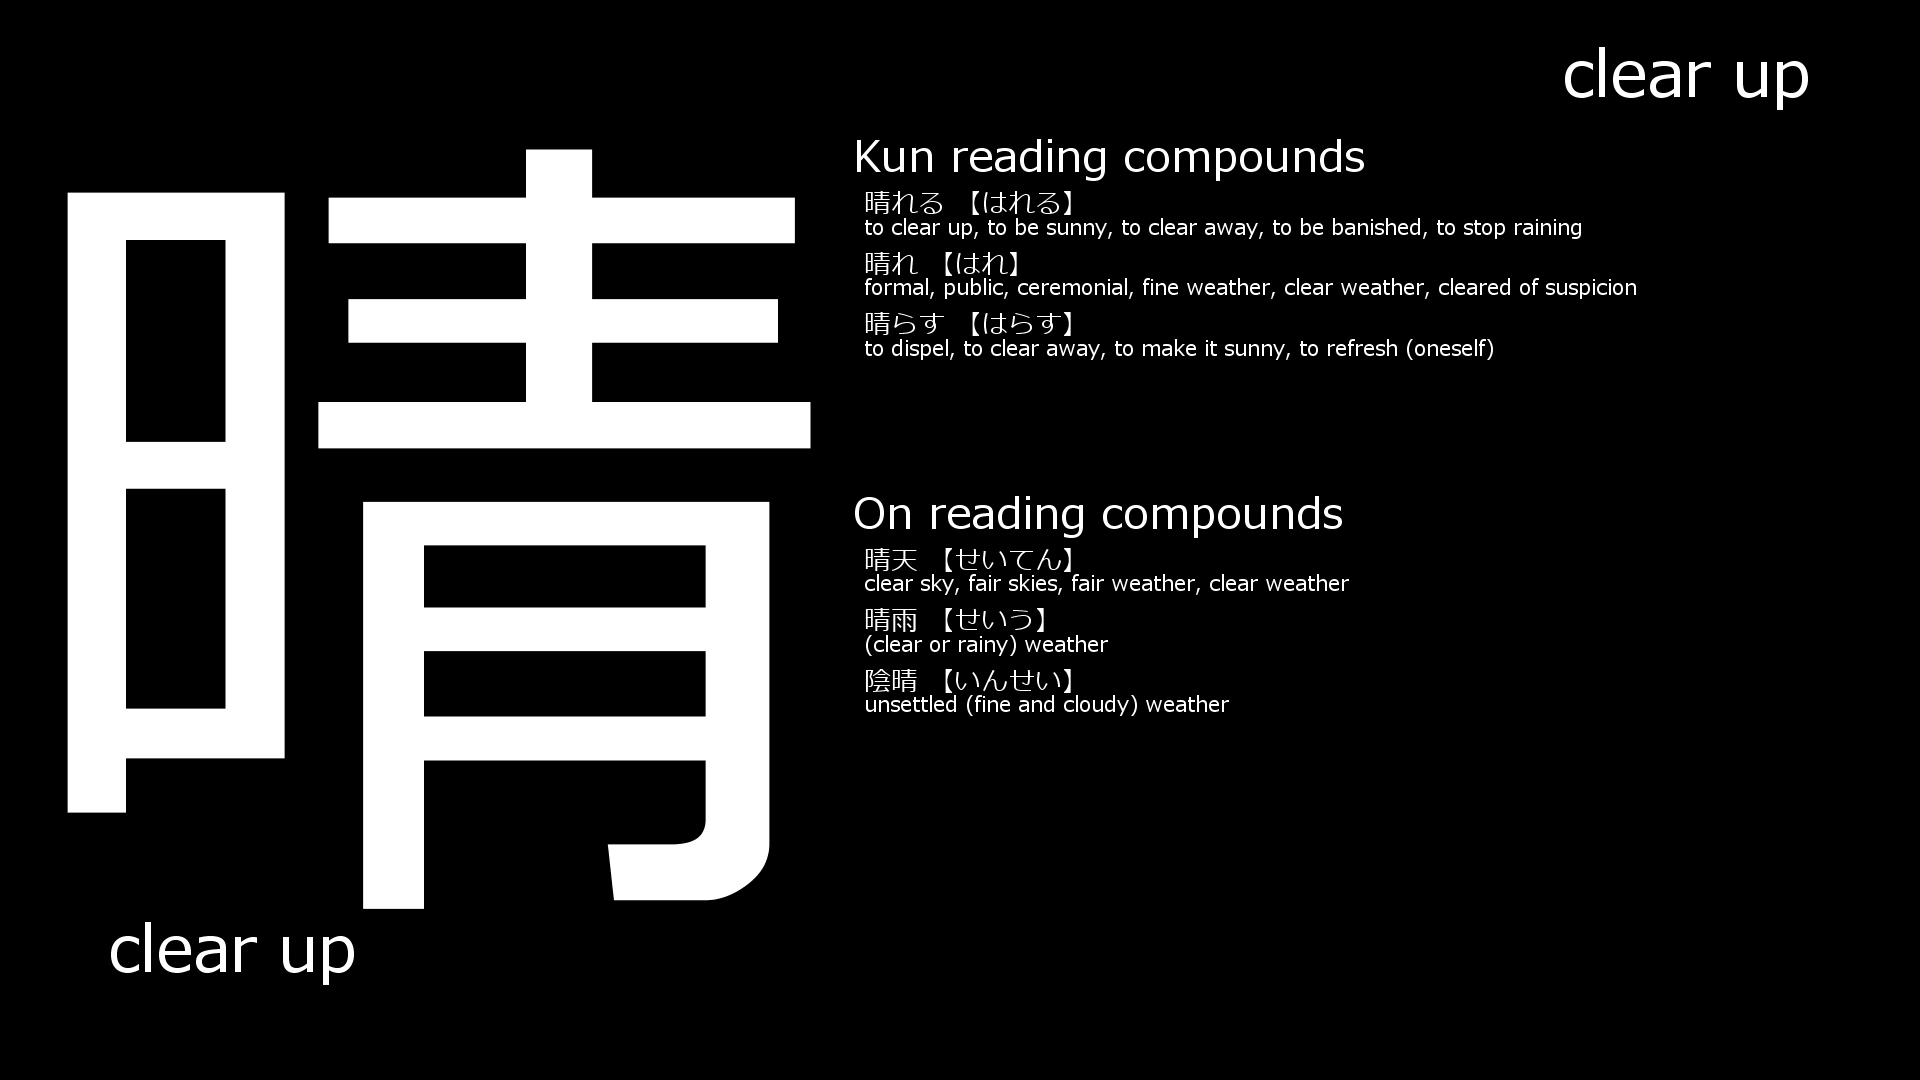 clear up
晴
Kun reading compounds
晴れる 【はれる】
to clear up, to be sunny, to clear away, to be banished, to stop raining
晴れ 【はれ】
formal, public, ceremonial, fine weather, clear weather, cleared of suspicion
晴らす 【はらす】
to dispel, to clear away, to make it sunny, to refresh (oneself)
On reading compounds
晴天 【せいてん】
clear sky, fair skies, fair weather, clear weather
晴雨 【せいう】
(clear or rainy) weather
陰晴 【いんせい】
unsettled (fine and cloudy) weather
clear up